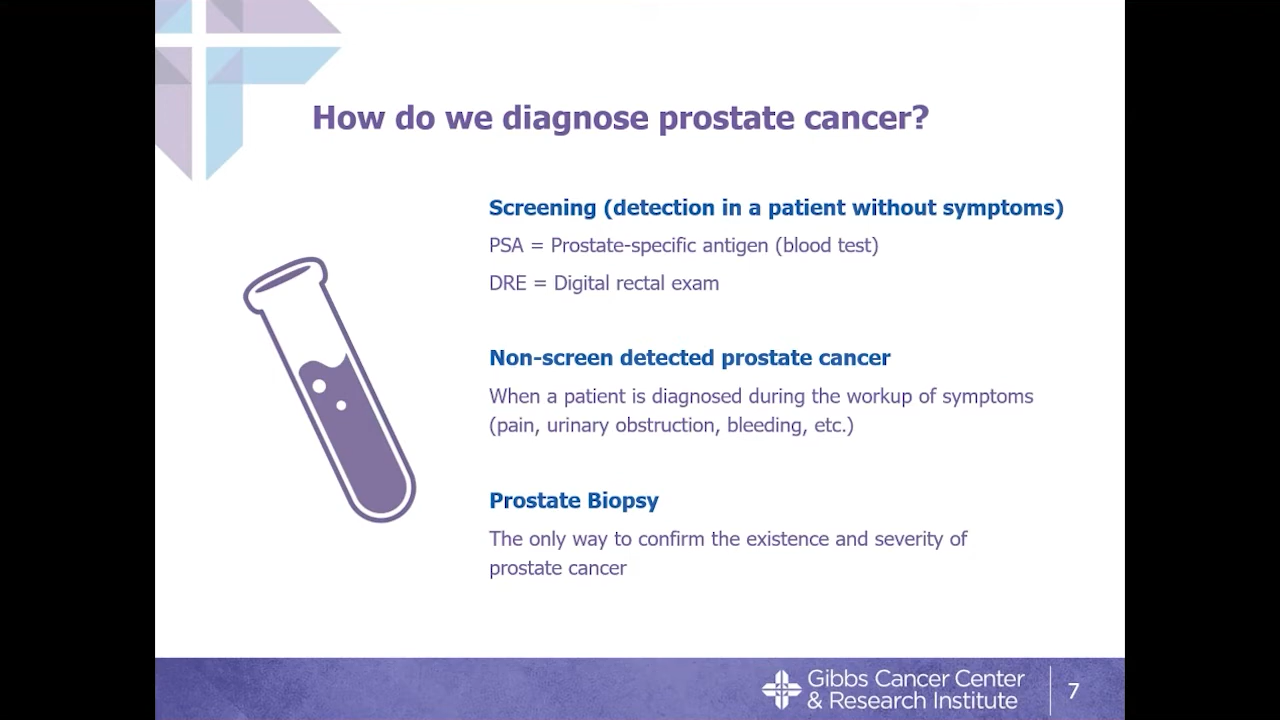 How do we diagnose prostate cancer?
Screening (detection in a patient without symptoms)
PSA = Prostate-specific antigen (blood test)
DRE = Digital rectal exam
Non-screen detected prostate cancer
When a patient is diagnosed during the workup of symptoms
(pain, urinary obstruction, bleeding, etc.)
Prostate Biopsy
The only way to confirm the existence and severity of
prostate cancer
Gibbs Cancer Center
& Research Institute
7